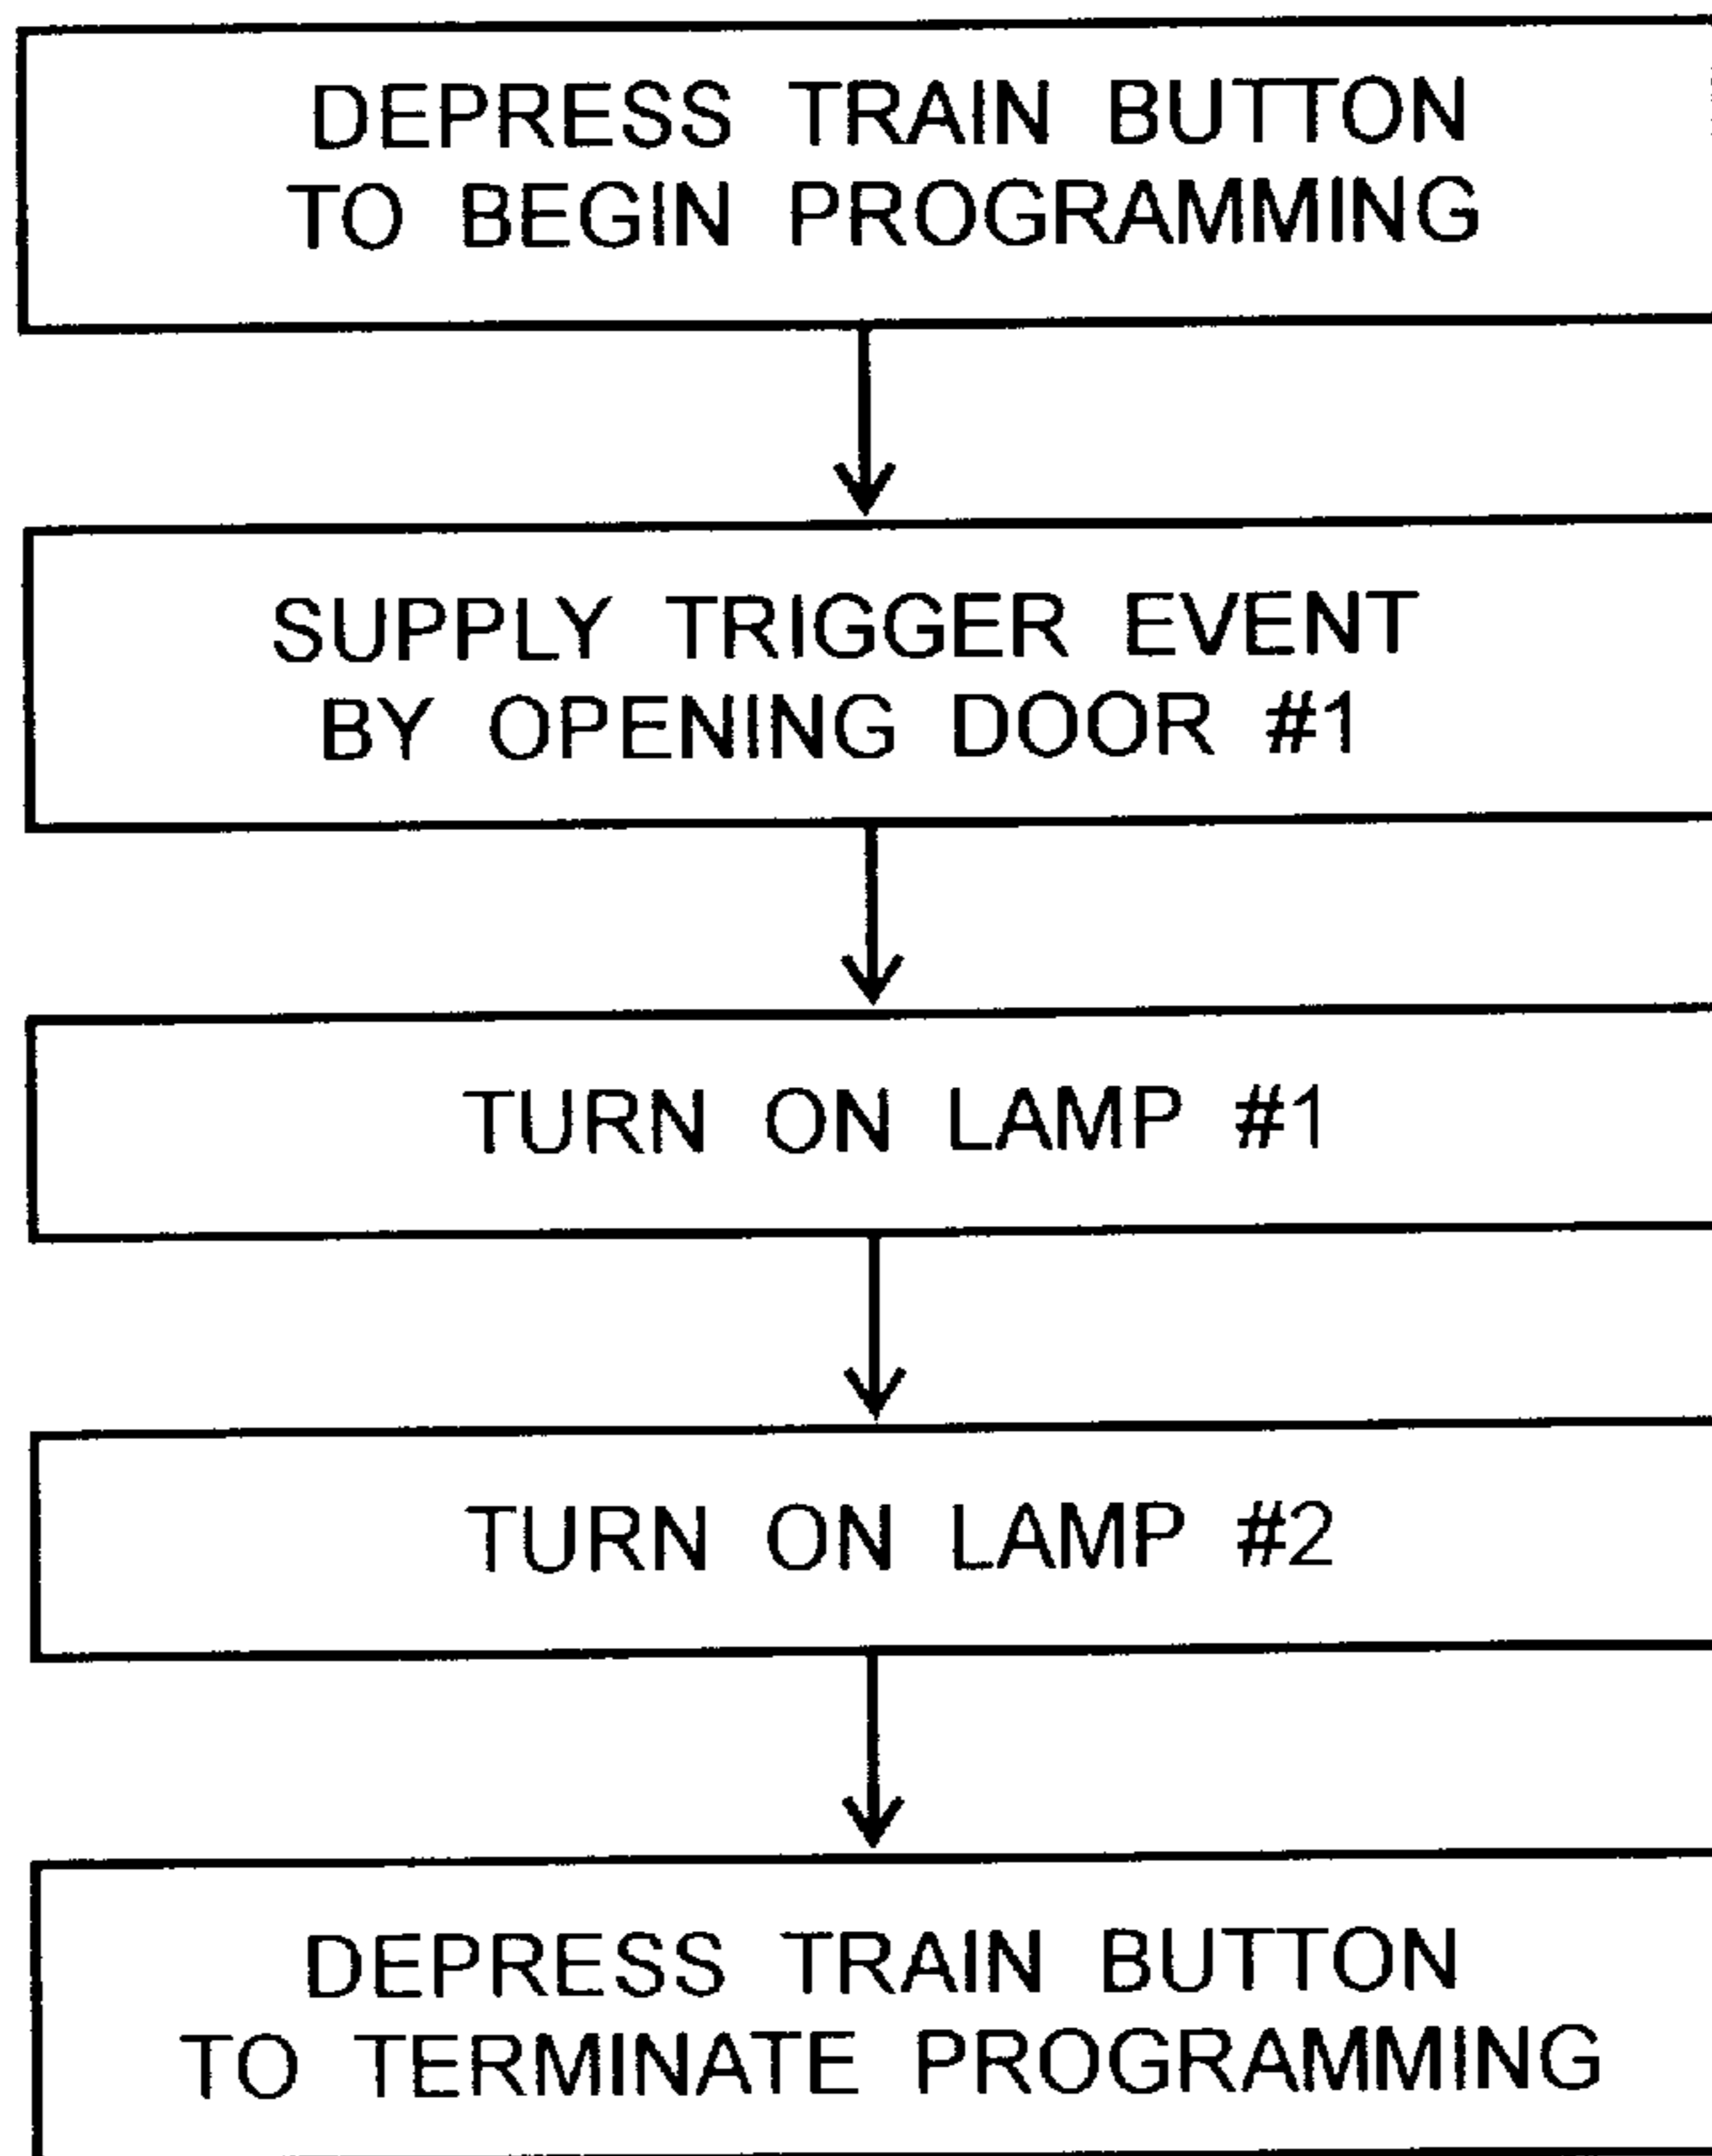 DEPRESS TRAIN BUTTON
TO BEGIN PROGRAMMING
SUPPLY TRIGGER EVENT
BY OPENING DOOR #1
TURN ON LAMP #1
TURN ON LAMP #2
DEPRESS TRAIN BUTTON
TO TERMINATE PROGRAMMING